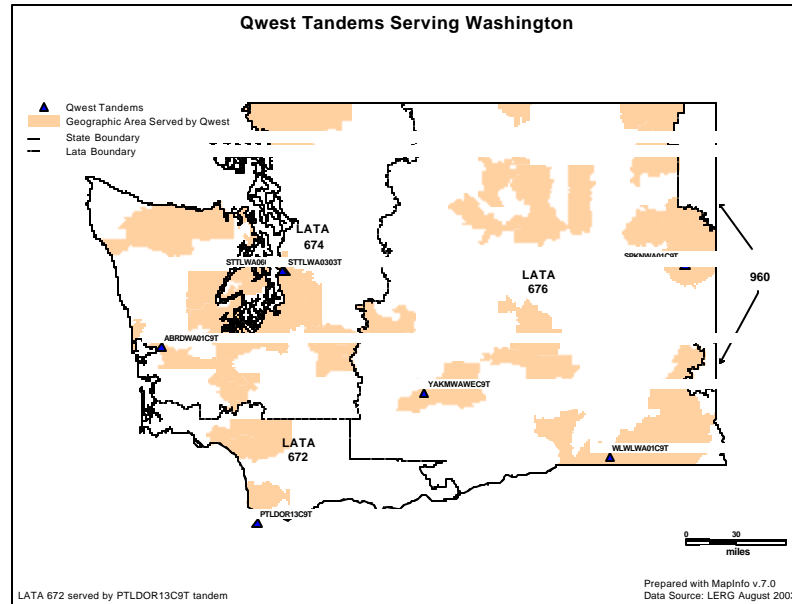 Qwest Tandems Serving Washington
Qwest Tandems
Geographic Area Served by Qwest
State Boundary
Lata Boundary
LATA
674
STTLWA06
STTLWA0303T
SPKNWA01C9T
LATA
676
960
ABRDWA01C9T
YAKMWAWEC9T
LATA
672
WLWLWA01C9T
PTLDOR13C9T
0 30
miles
LATA 672 served by PTLDOR13C9T tandem
Prepared with MapInfo v.7.0
Data Source: LERG August 2003